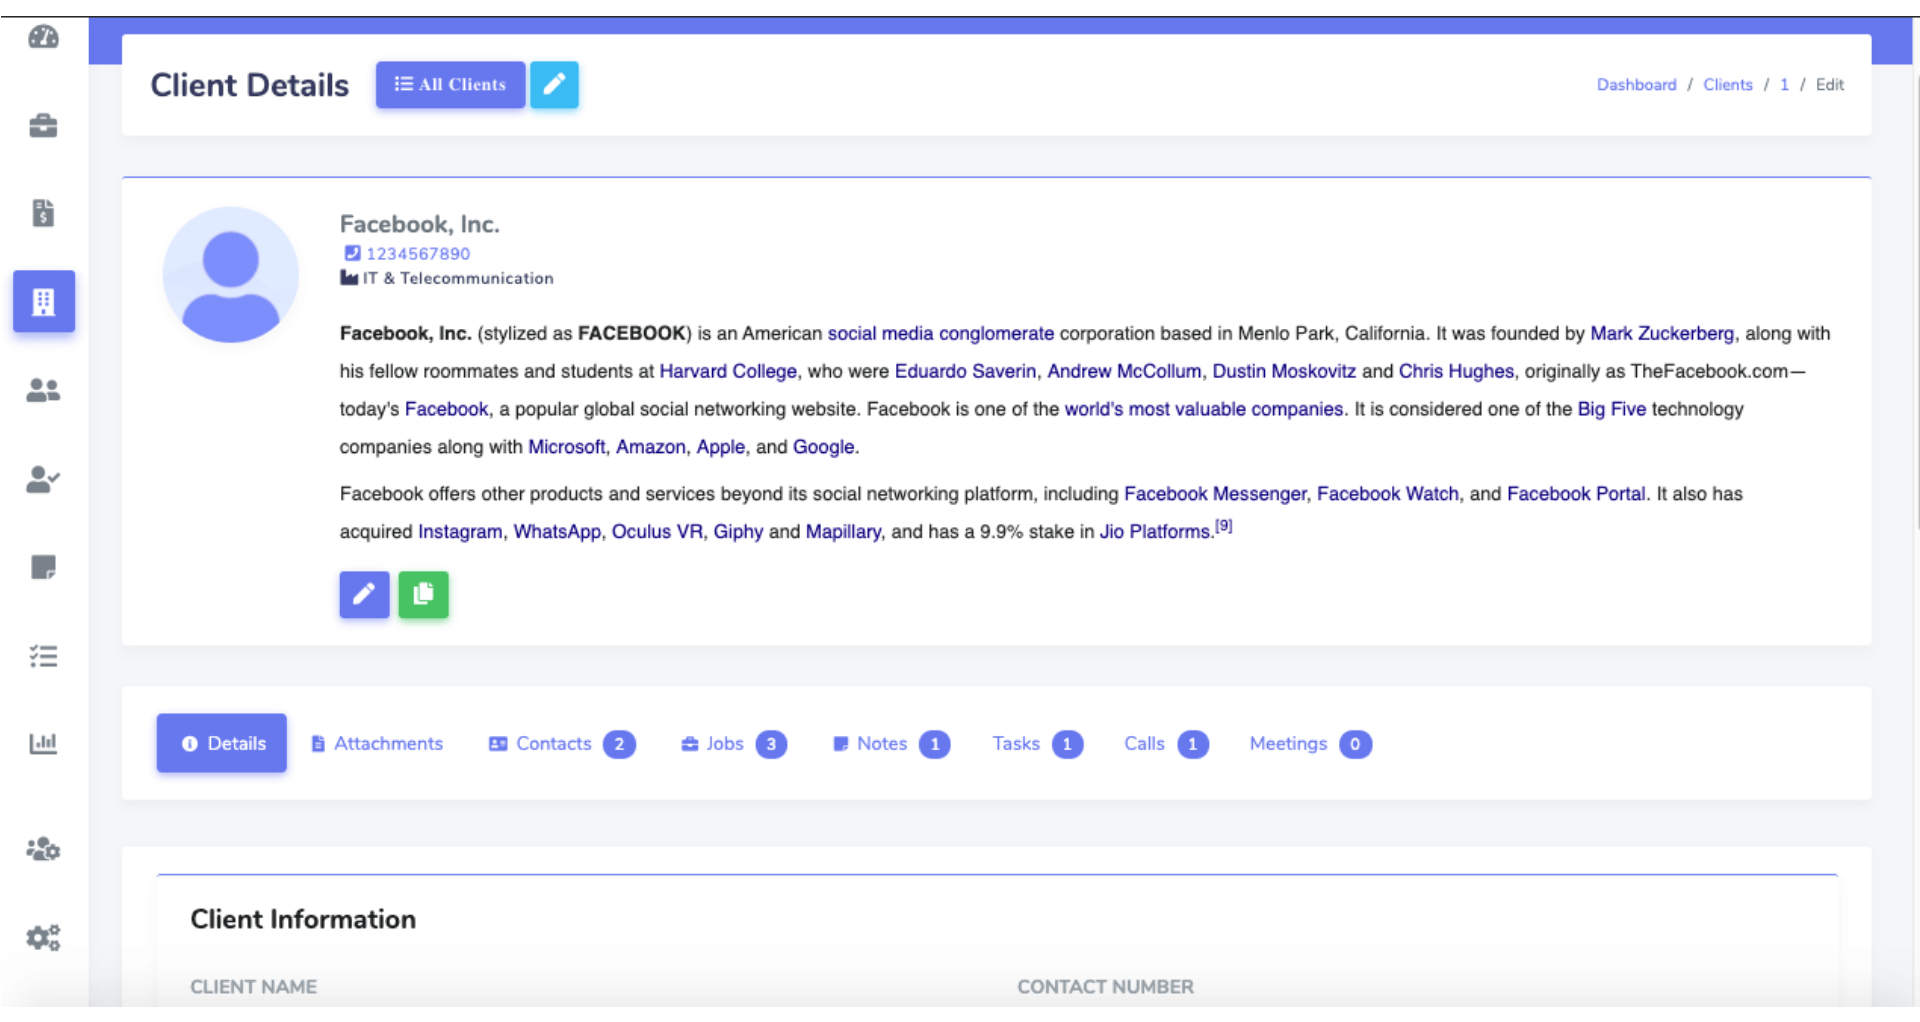 Client Details
All Clients
Dashboard / Clients / 1 / Edit
Facebook, Inc.
1234567890
IT & Telecommunication
Facebook, Inc. (stylized as FACEBOOK) is an American social media conglomerate corporation based in Menlo Park, California. It was founded by Mark Zuckerberg, along with
his fellow roommates and students at Harvard College, who were Eduardo Saverin, Andrew McCollum, Dustin Moskovitz and Chris Hughes, originally as TheFacebook.com—
today's Facebook, a popular global social networking website. Facebook is one of the world's most valuable companies. It is considered one of the Big Five technology
companies along with Microsoft, Amazon, Apple, and Google.
Facebook offers other products and services beyond its social networking platform, including Facebook Messenger, Facebook Watch, and Facebook Portal. It also has
acquired Instagram, WhatsApp, Oculus VR, Giphy and Mapillary, and has a 9.9% stake in Jio Platforms.[9]
Details Attachments Contacts 2 Jobs 3 Notes 1 Tasks 1 Calls 1 Meetings 0
Client Information
CLIENT NAME CONTACT NUMBER